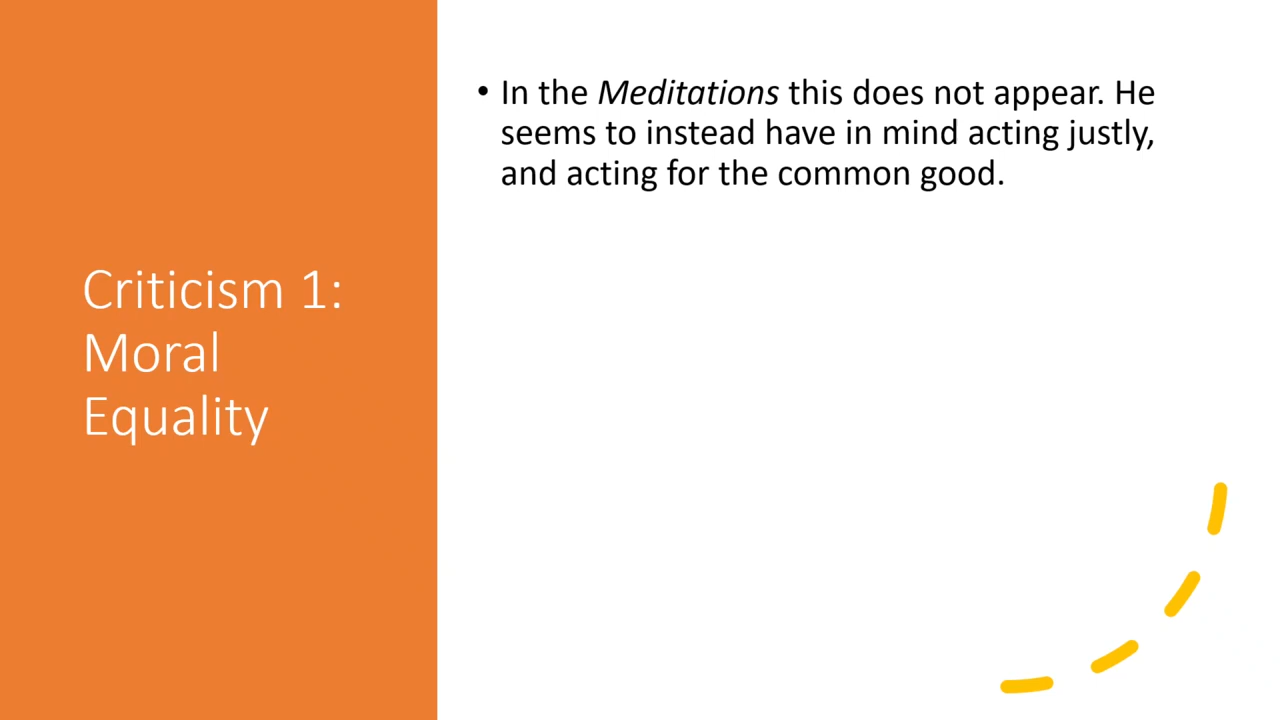 Criticism 1:
Moral
Equality
• In the Meditations this does not appear. He
seems to instead have in mind acting justly,
and acting for the common good.